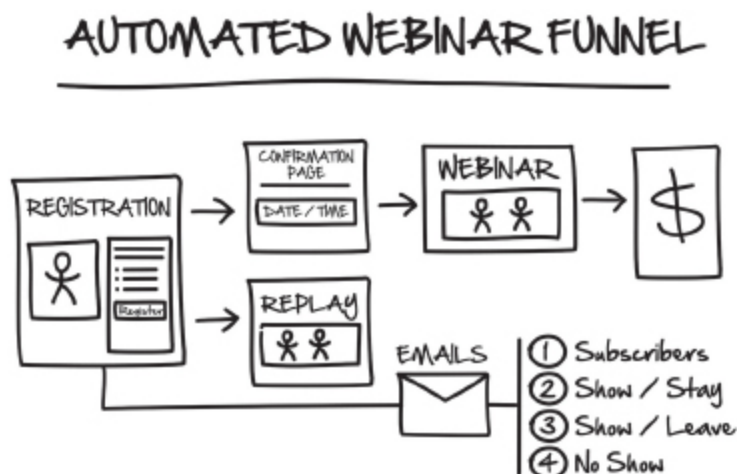 AUTOMATED WEBINAR FUNNEL
REGISTRATION
Register
CONFIRMATION
PAGE
DATE / TIME
WEBINAR
$
REPLAY
EMAILS
1 Subscribers
2 Show / Stay
3 Show / Leave
4 No Show